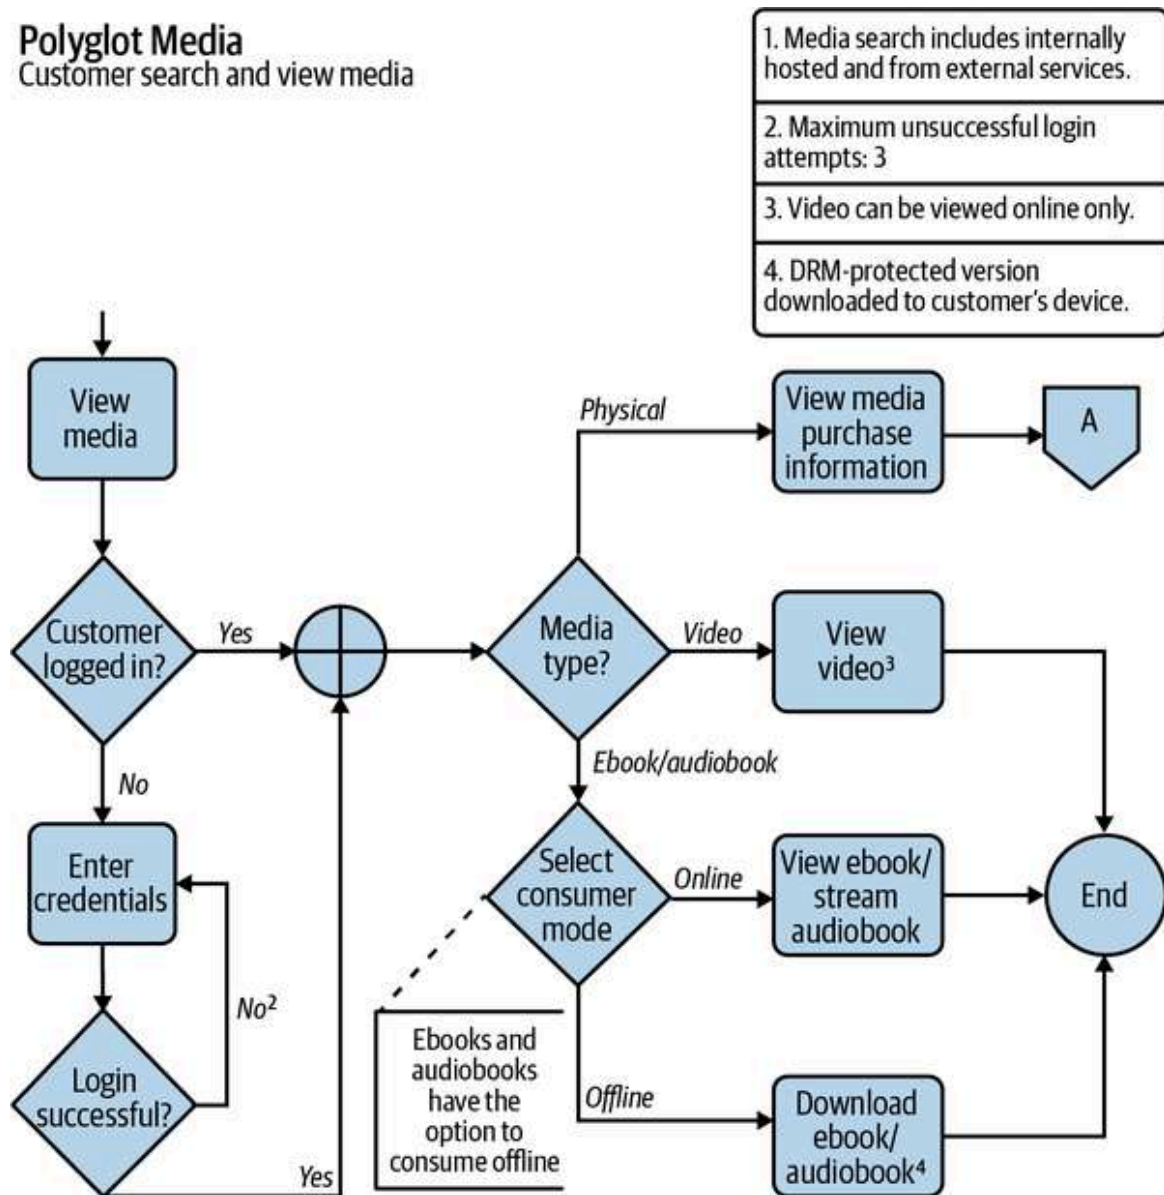 Polyglot Media
Customer search and view media
1. Media search includes internally
hosted and from external services.
2. Maximum unsuccessful login
attempts: 3
3. Video can be viewed online only.
4. DRM-protected version
downloaded to customer’s device.
View
media
Physical
View media
purchase
information
A
Customer
logged in?
Yes
Media
type?
Video
View
video³
No
Ebook/audiobook
Enter
credentials
Select
consumer
mode
Online
View ebook/
stream
audiobook
End
No²
Login
successful?
Yes
Ebooks and
audiobooks
have the
option to
consume offline
Offline
Download
ebook/
audiobook⁴